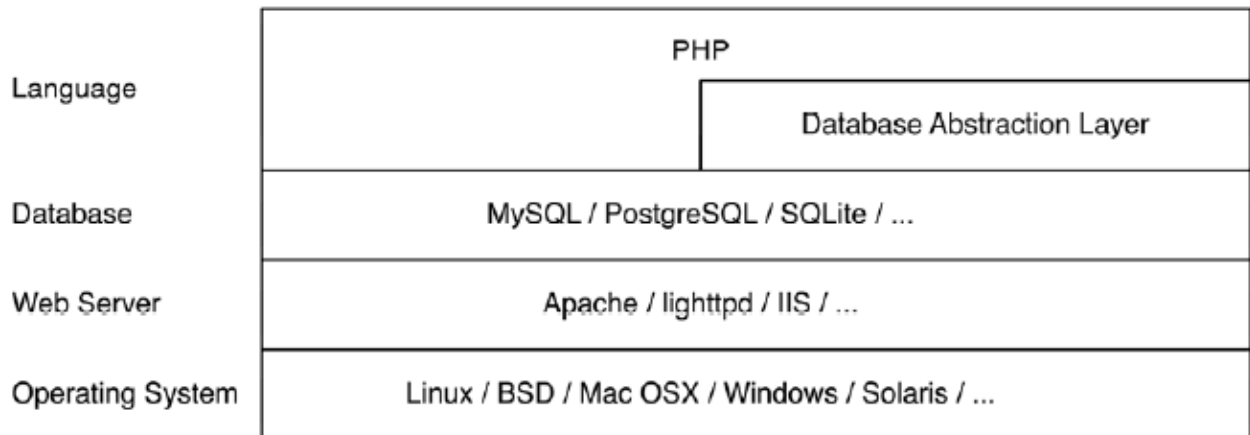 PHP
Language
Database Abstraction Layer
Database
MySQL / PostgreSQL / SQLite / ...
Web Server
Apache / lighttpd / IIS / ...
Operating System
Linux / BSD / Mac OSX / Windows / Solaris / ...